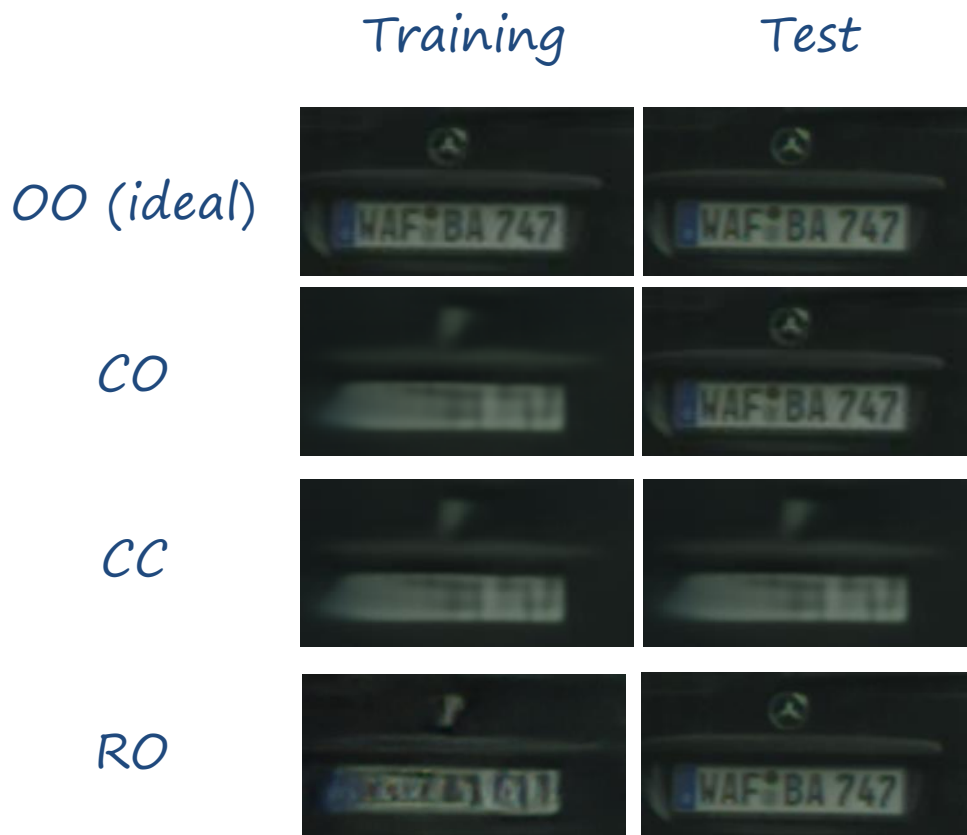 Training Test
OO (ideal)
WAF BA 747 WAF BA 747
CO
WAF BA 747
CC
RO
WAF BA 747